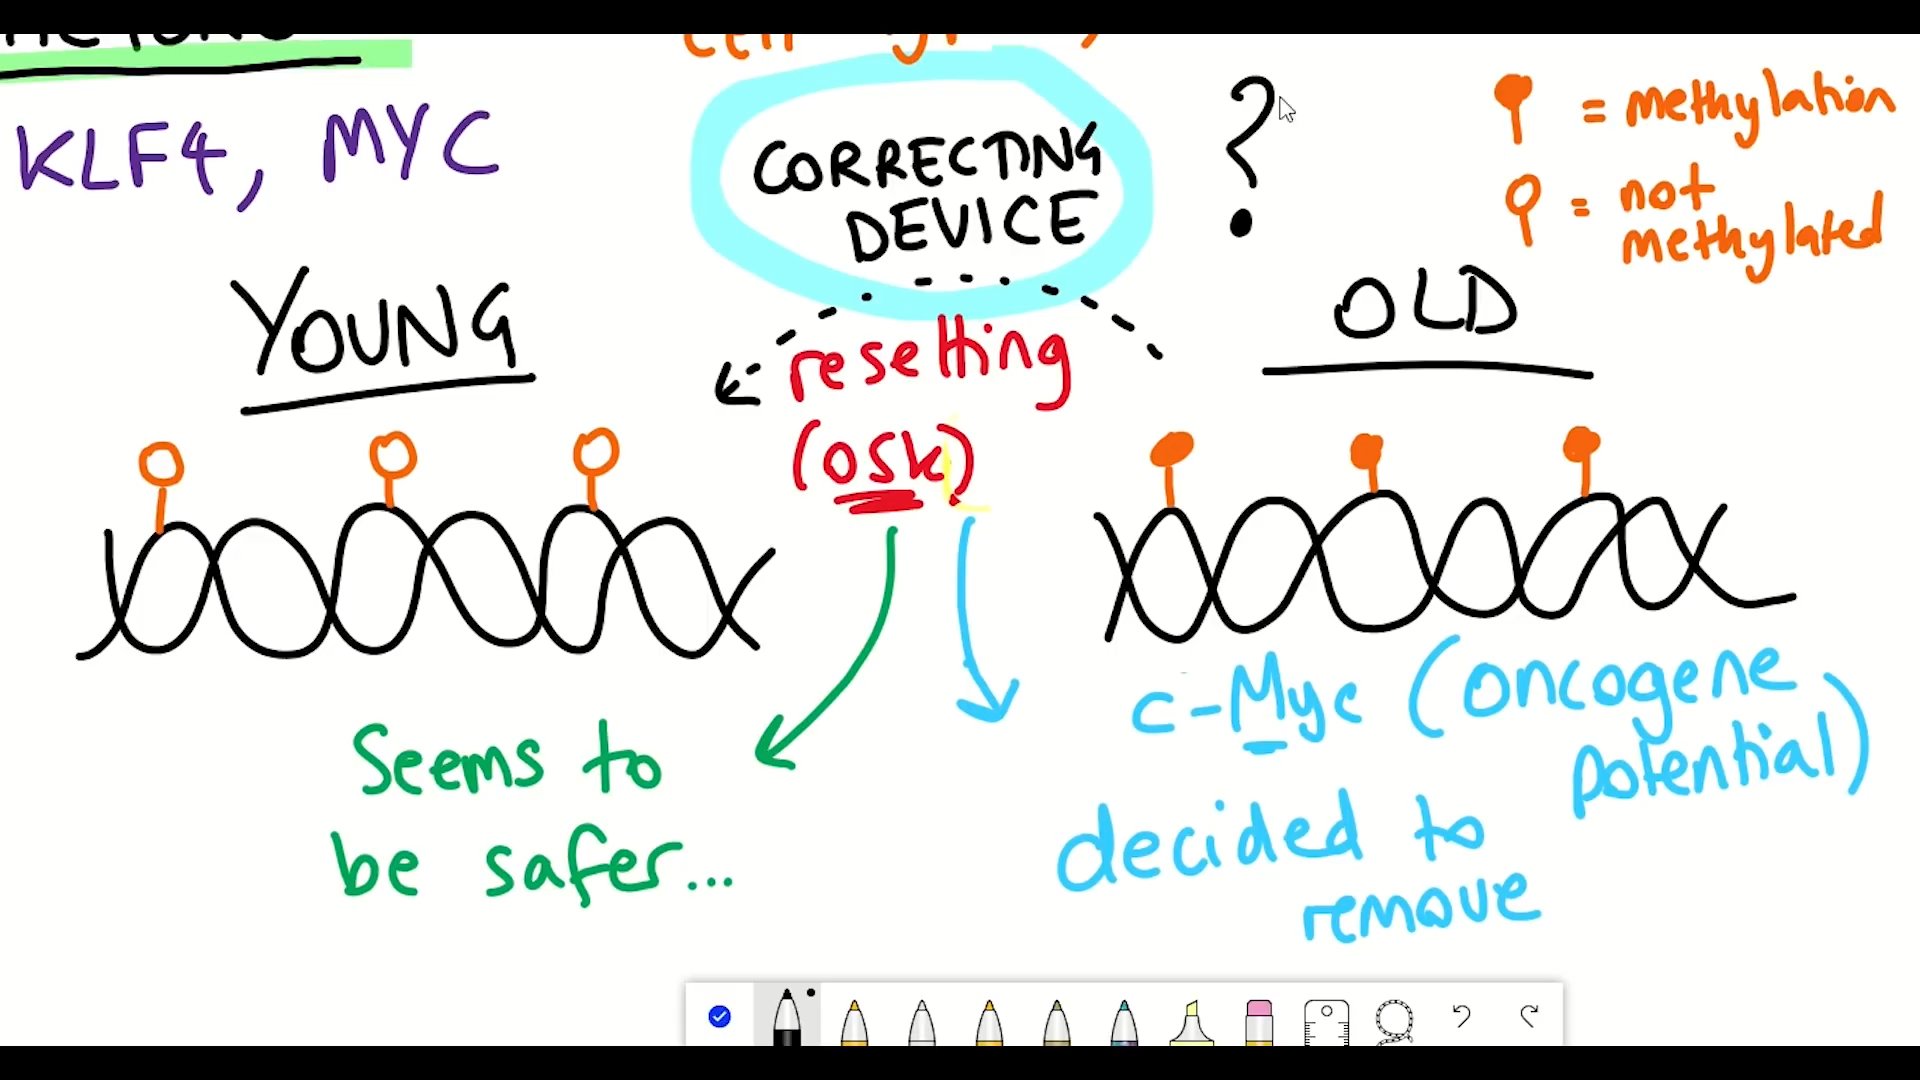 KLF4, MYC
CORRECTING
DEVICE
?
= methylation
= not
methylated
YOUNG
OLD
resetting
(OSK)
c-Myc (oncogene
potential)
Seems to
be safer...
decided to
remove